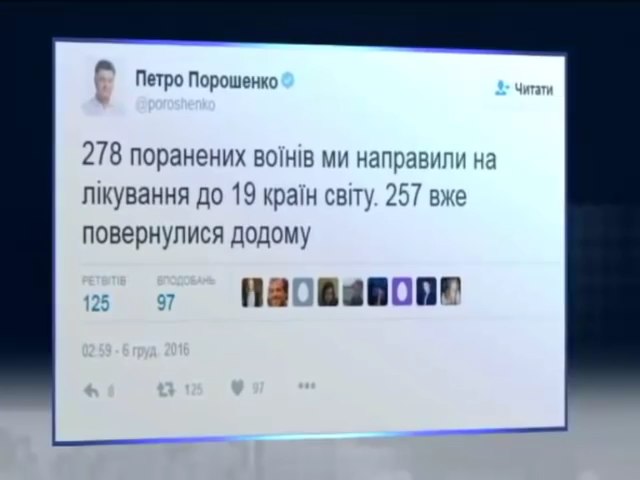 Петро Порошенко
@poroshenko
Читати
278 поранених воїнів ми направили на
лікування до 19 країн світу. 257 вже
повернулися додому
РЕТВІТІВ ВПОДОБАНЬ
125 97
02:59 - 6 груд. 2016
125 97